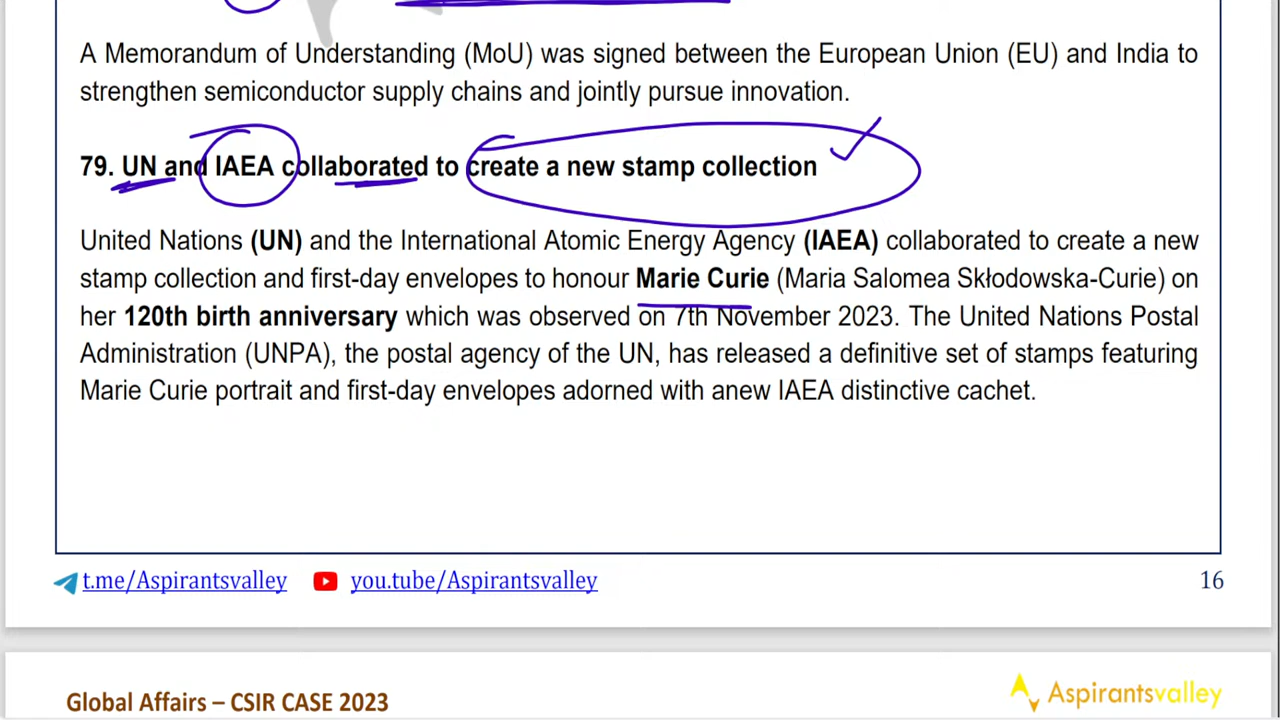 A Memorandum of Understanding (MoU) was signed between the European Union (EU) and India to
strengthen semiconductor supply chains and jointly pursue innovation.
79. UN and IAEA collaborated to create a new stamp collection
United Nations (UN) and the International Atomic Energy Agency (IAEA) collaborated to create a new
stamp collection and first-day envelopes to honour Marie Curie (Maria Salomea Skłodowska-Curie) on
her 120th birth anniversary which was observed on 7th November 2023. The United Nations Postal
Administration (UNPA), the postal agency of the UN, has released a definitive set of stamps featuring
Marie Curie portrait and first-day envelopes adorned with anew IAEA distinctive cachet.
t.me/Aspirantsvalley you.tube/Aspirantsvalley 16
Global Affairs – CSIR CASE 2023 Aspirantsvalley